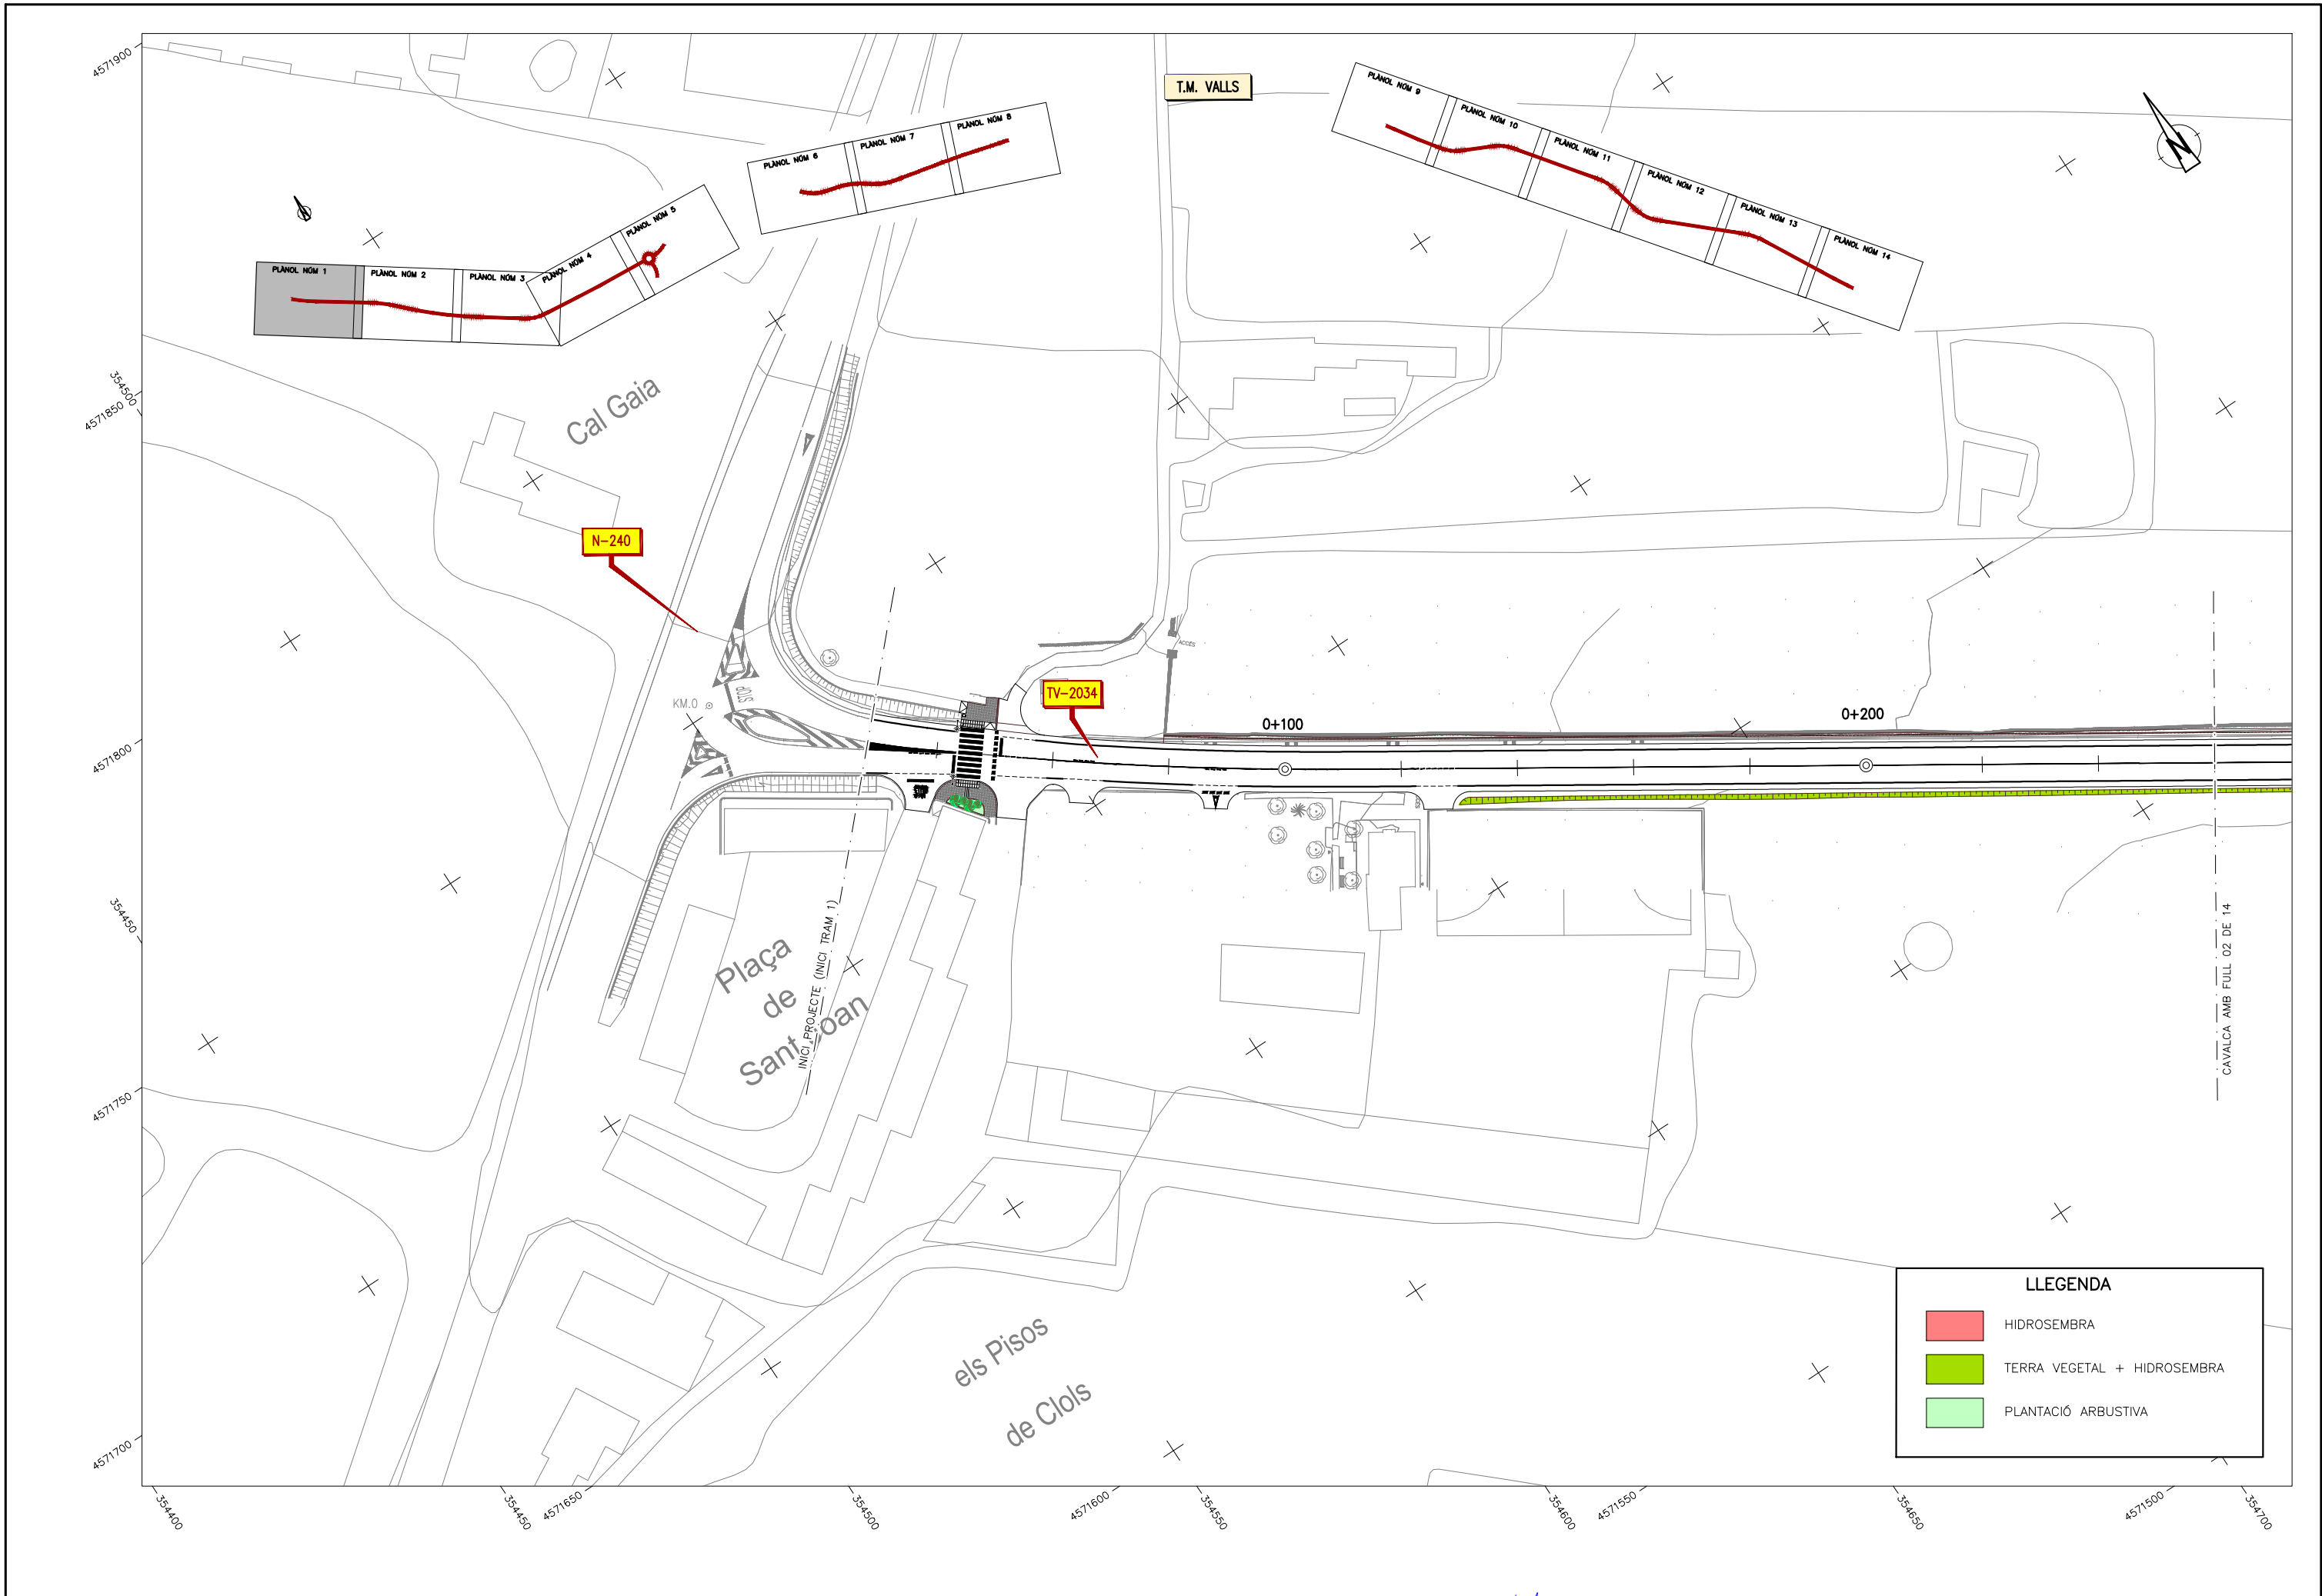 4571900
T.M. VALLS
PLÀNOL NÚM 9
PLÀNOL NÚM 10
PLÀNOL NÚM 11
PLÀNOL NÚM 12
PLÀNOL NÚM 13
PLÀNOL NÚM 14
N
PLÀNOL NÚM 6
PLÀNOL NÚM 7
PLÀNOL NÚM 8
PLÀNOL NÚM 1
PLÀNOL NÚM 2
PLÀNOL NÚM 3
PLÀNOL NÚM 4
PLÀNOL NÚM 5
354500
4571850
Cal Gaia
N-240
ACCÉS
STOP
KM.0
TV-2034
0+100
0+200
4571800
354450
Plaça
de
Sant Joan
INICI PROJECTE (INICI TRAM 1)
CAVALCA AMB FULL 02 DE 14
4571750
els Pisos
de Clols
4571700
LLEGENDA
HIDROSEMBRA
TERRA VEGETAL + HIDROSEMBRA
PLANTACIÓ ARBUSTIVA
354400
354450
4571650
354500
4571600
354550
354600
4571550
354650
4571500
354700